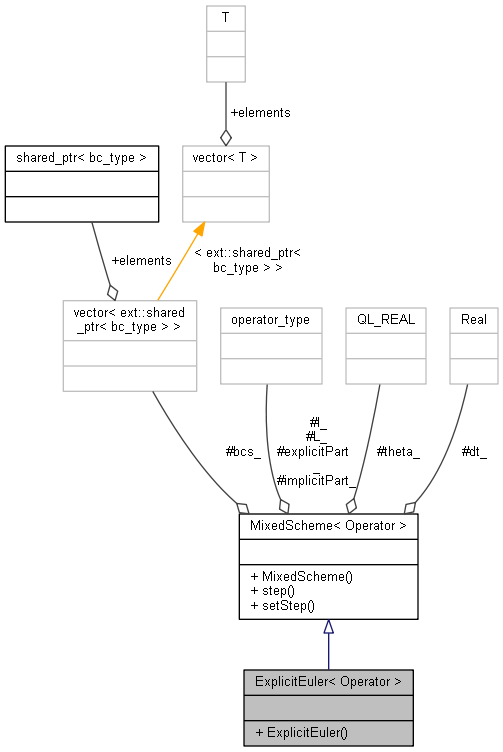 T
+elements
shared_ptr< bc_type >
vector< T >
+elements
< ext::shared_ptr<
bc_type > >
vector< ext::shared
_ptr< bc_type > >
operator_type
QL_REAL
Real
#bcs_
#I_
#L_
#explicitPart
_
#implicitPart_
#theta_
#dt_
MixedScheme< Operator >
+ MixedScheme()
+ step()
+ setStep()
ExplicitEuler< Operator >
+ ExplicitEuler()